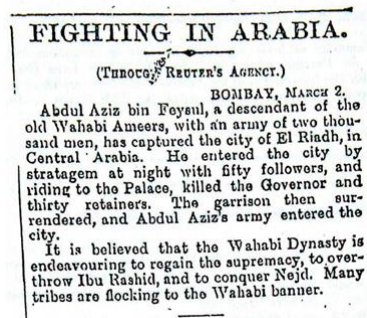 FIGHTING IN ARABIA.
(THROUGH REUTER'S AGENCY.)
BOMBAY, MARCH 2.
Abdul Aziz bin Feysul, a descendant of the
old Wahabi Ameers, with an army of two thou-
sand men, has captured the city of El Riadh, in
Central Arabia. He entered the city by
stratagem at night with fifty followers, and
riding to the Palace, killed the Governor and
thirty retainers. The garrison then sur-
rendered, and Abdul Aziz's army entered the
city.
It is believed that the Wahabi Dynasty is
endeavouring to regain the supremacy, to over-
throw Ibu Rashid, and to conquer Nejd. Many
tribes are flocking to the Wahabi banner.